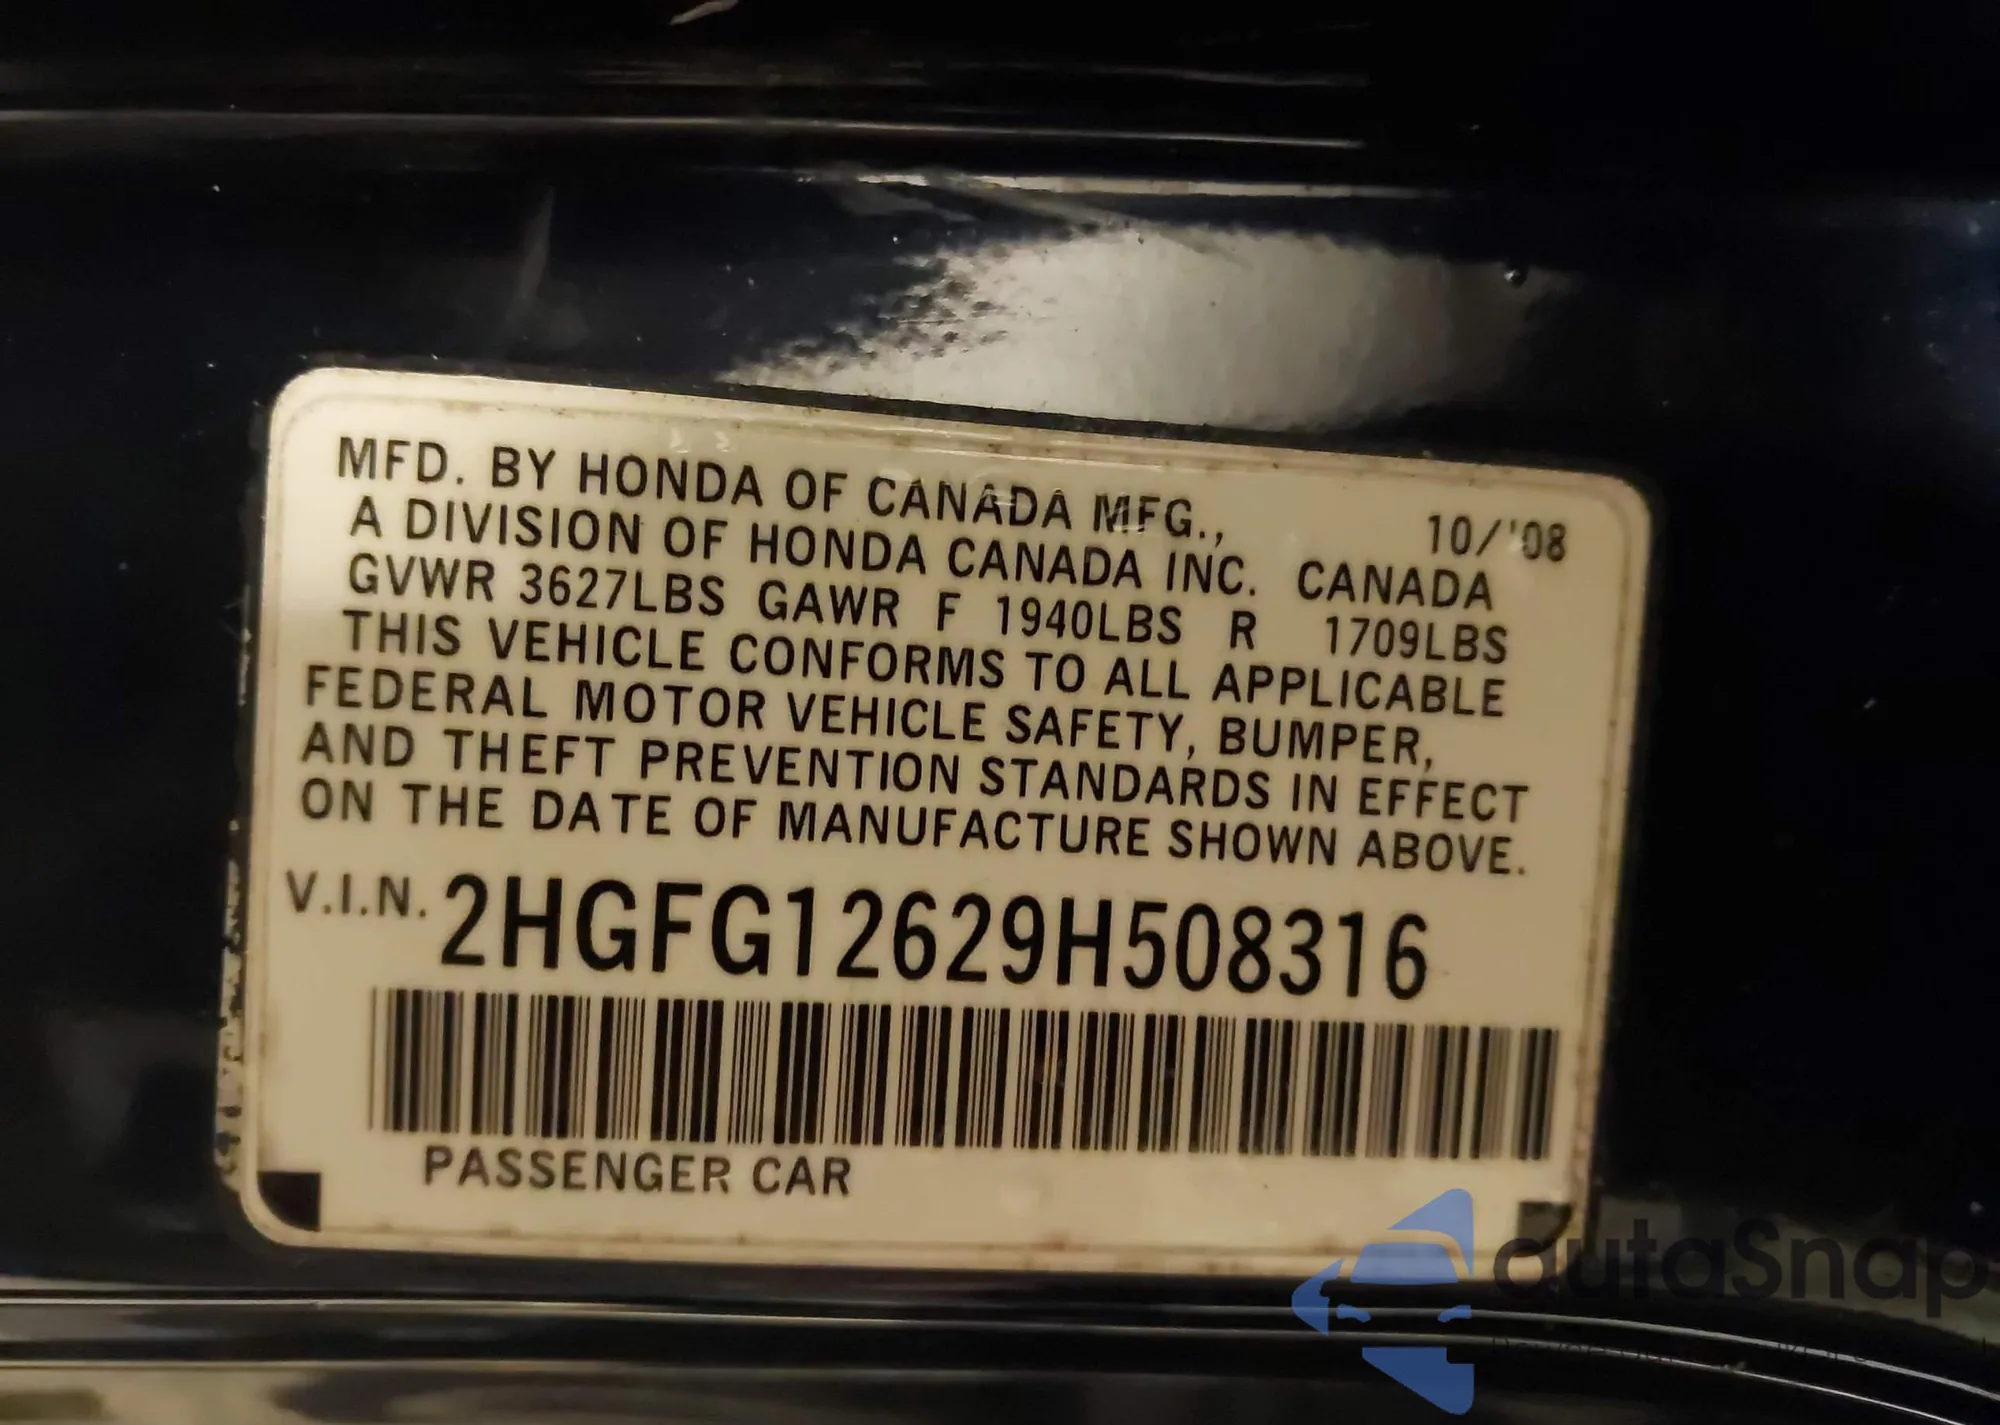 MFD. BY HONDA OF CANADA MFG., 10/'08
A DIVISION OF HONDA CANADA INC. CANADA
GVWR 3627LBS GAWR F 1940LBS R 1709LBS
THIS VEHICLE CONFORMS TO ALL APPLICABLE
FEDERAL MOTOR VEHICLE SAFETY, BUMPER,
AND THEFT PREVENTION STANDARDS IN EFFECT
ON THE DATE OF MANUFACTURE SHOWN ABOVE.
V.I.N. 2HGFG12629H508316
PASSENGER CAR
autaSnap